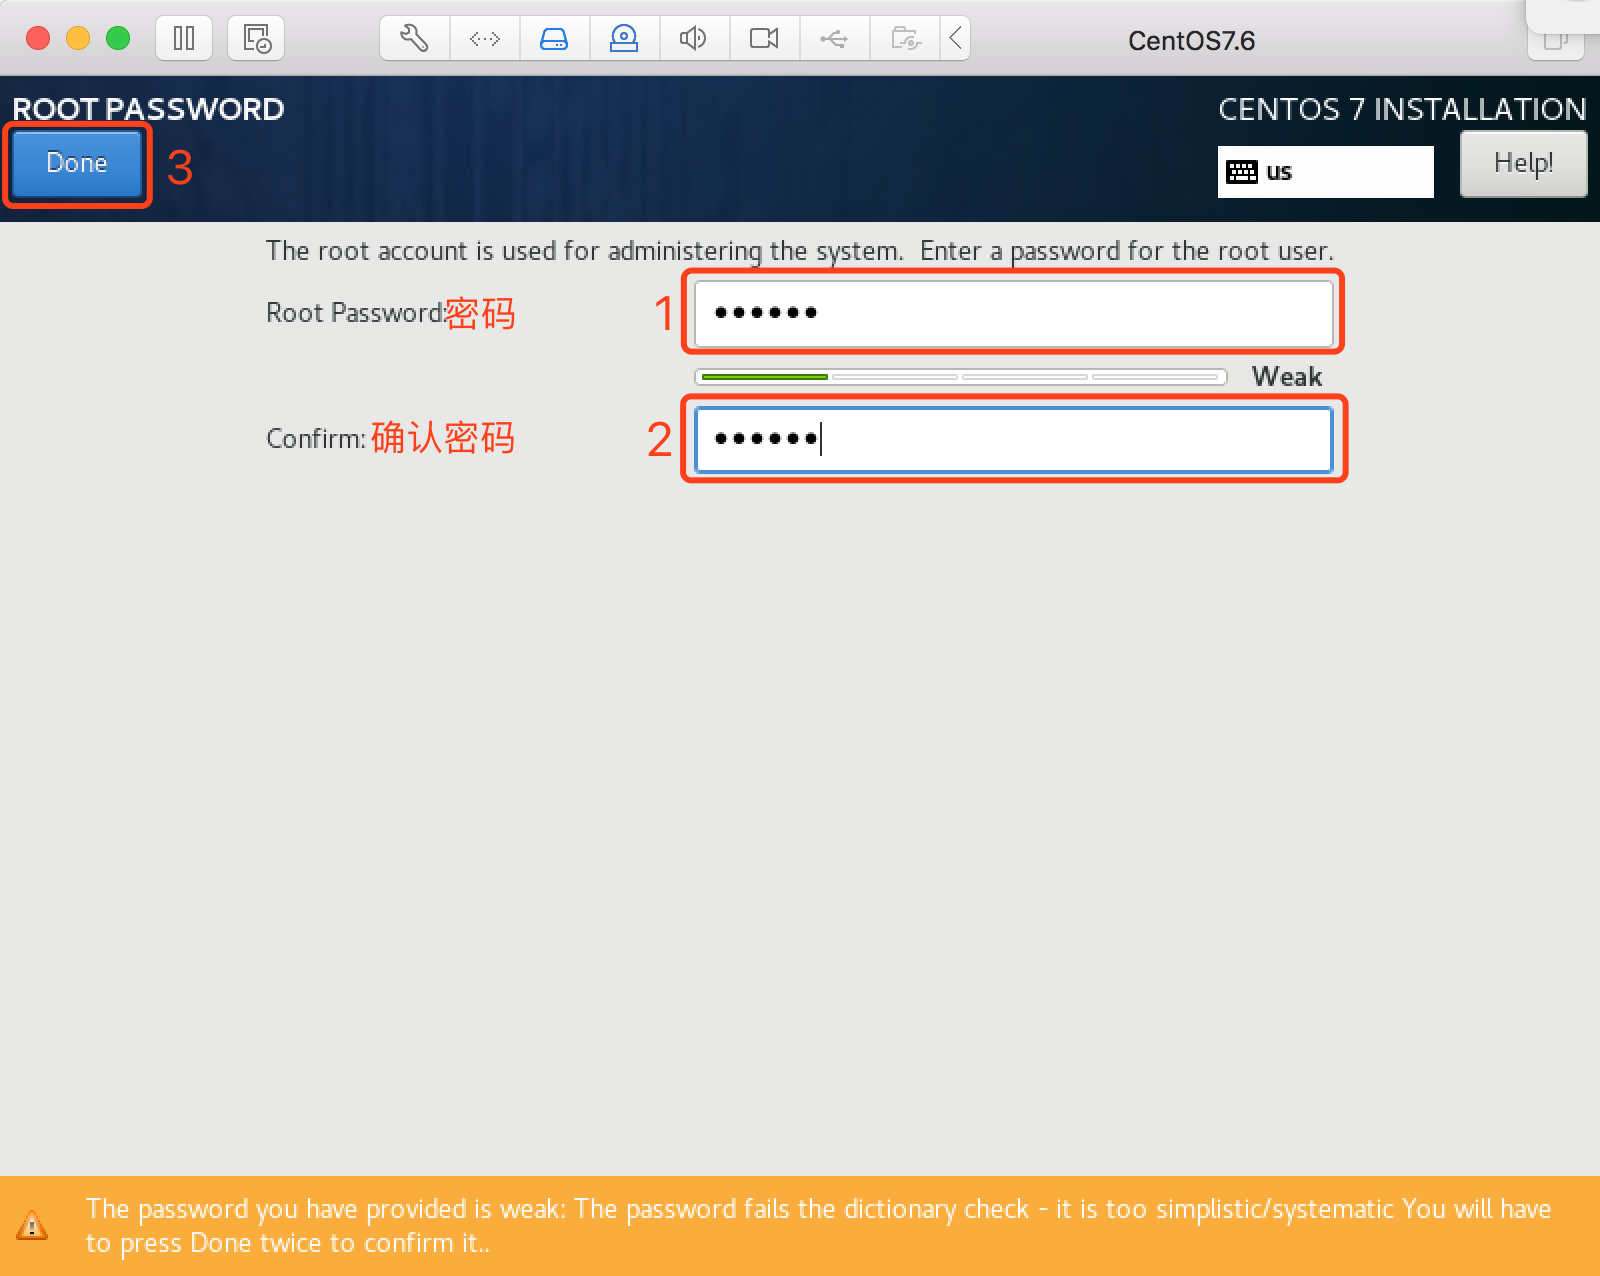 CentOS7.6
ROOT PASSWORD
CENTOS 7 INSTALLATION
Done
3
us
Help!
The root account is used for administering the system.  Enter a password for the root user.
Root Password:密码
1
••••••
Weak
Confirm:确认密码
2
••••••
The password you have provided is weak: The password fails the dictionary check - it is too simplistic/systematic You will have
to press Done twice to confirm it..